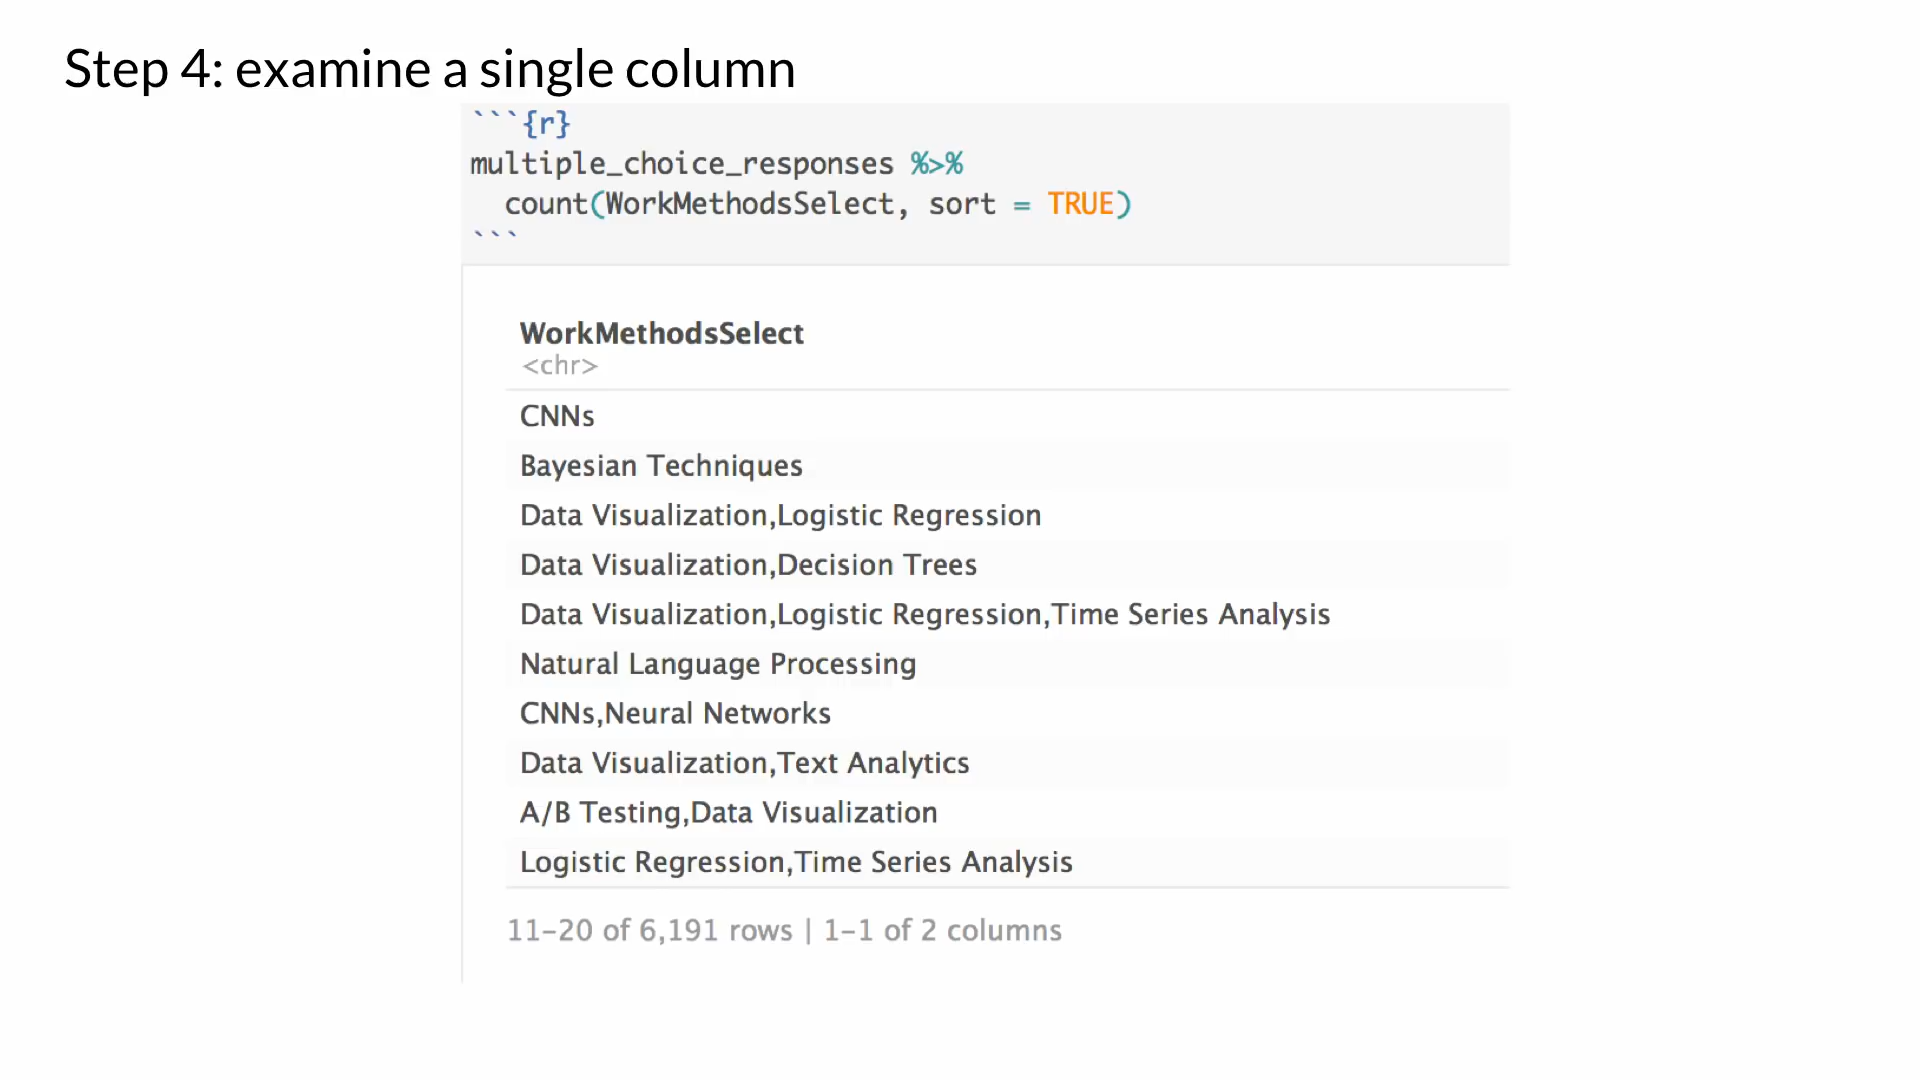 Step 4: examine a single column
```{r}
multiple_choice_responses %>%
count(WorkMethodsSelect, sort = TRUE)
```
WorkMethodsSelect
<chr>
CNNs
Bayesian Techniques
Data Visualization,Logistic Regression
Data Visualization,Decision Trees
Data Visualization,Logistic Regression,Time Series Analysis
Natural Language Processing
CNNs,Neural Networks
Data Visualization,Text Analytics
A/B Testing,Data Visualization
Logistic Regression,Time Series Analysis
11–20 of 6,191 rows | 1–1 of 2 columns